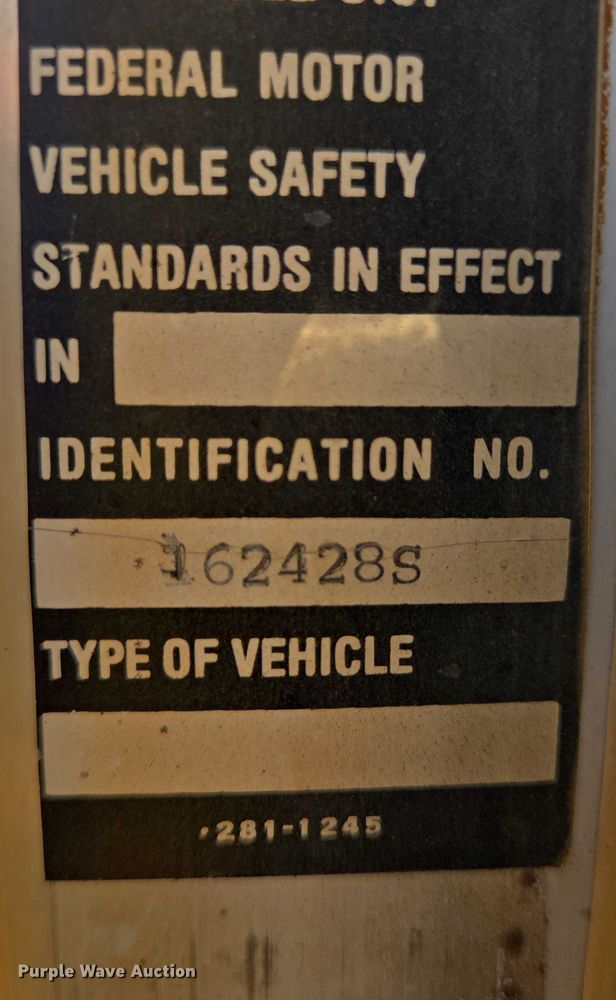 FEDERAL MOTOR
VEHICLE SAFETY
STANDARDS IN EFFECT
IN
IDENTIFICATION NO.
162428S
TYPE OF VEHICLE
281-1245
Purple Wave Auction